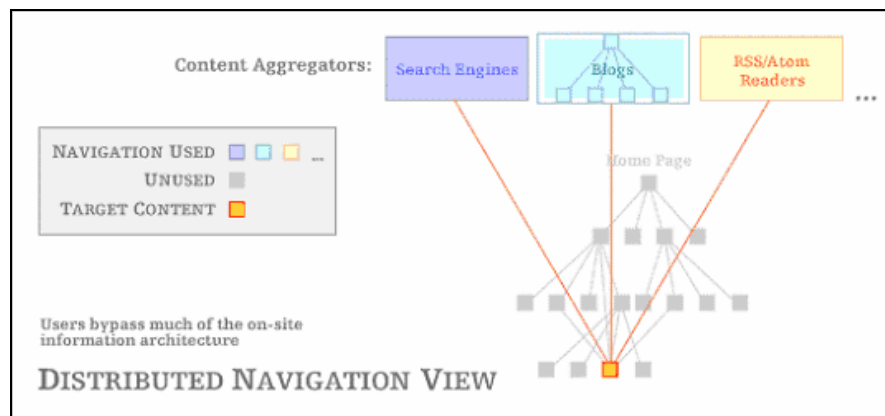 Content Aggregators:
Search Engines
Blogs
RSS/Atom
Readers
...
NAVIGATION USED ...
UNUSED
TARGET CONTENT
Home Page
Users bypass much of the on-site
information architecture
DISTRIBUTED NAVIGATION VIEW